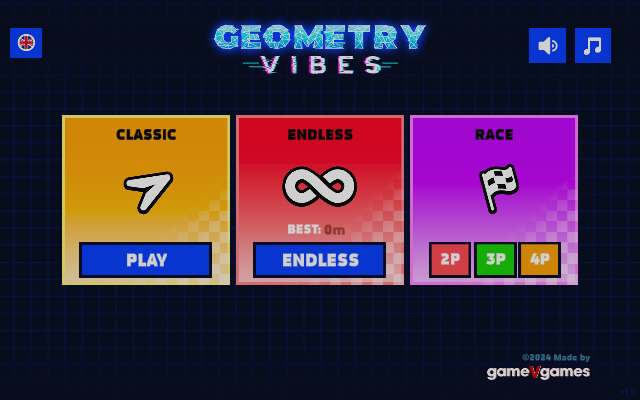 GEOMETRY
VIBES
CLASSIC
PLAY
ENDLESS
BEST: 0m
ENDLESS
RACE
2P 3P 4P
©2024 Made by
gameVgames